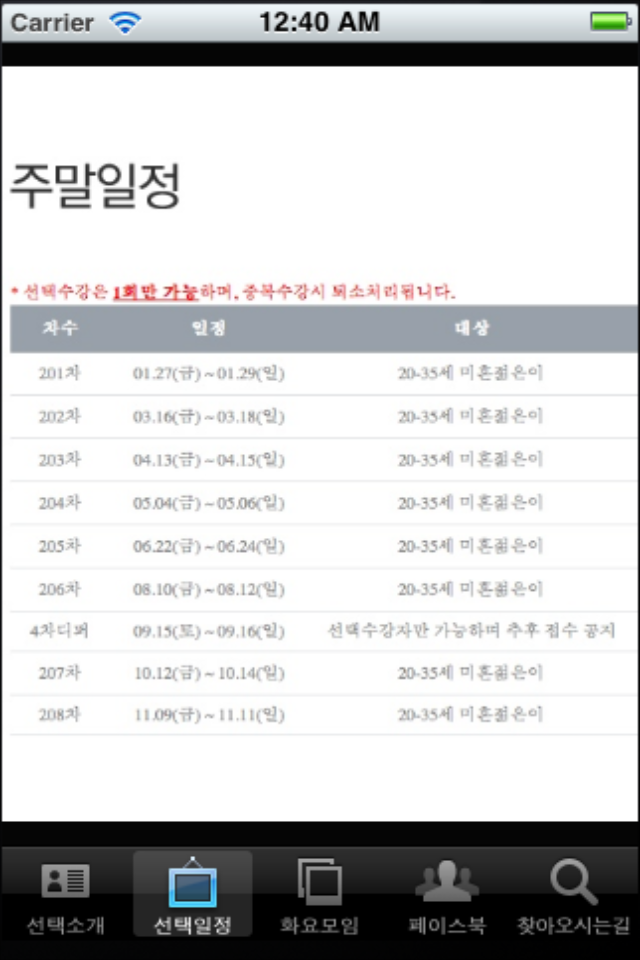 Carrier 12:40 AM
주말일정
* 선택수강은 1회만 가능하며, 중복수강시 퇴소처리됩니다.
차수 일정 대상
201차 01.27(금) ~ 01.29(일) 20-35세 미혼젊은이
202차 03.16(금) ~ 03.18(일) 20-35세 미혼젊은이
203차 04.13(금) ~ 04.15(일) 20-35세 미혼젊은이
204차 05.04(금) ~ 05.06(일) 20-35세 미혼젊은이
205차 06.22(금) ~ 06.24(일) 20-35세 미혼젊은이
206차 08.10(금) ~ 08.12(일) 20-35세 미혼젊은이
4차디퍼 09.15(토) ~ 09.16(일) 선택수강자만 가능하며 추후 접수 공지
207차 10.12(금) ~ 10.14(일) 20-35세 미혼젊은이
208차 11.09(금) ~ 11.11(일) 20-35세 미혼젊은이
선택소개 선택일정 화요모임 페이스북 찾아오시는길